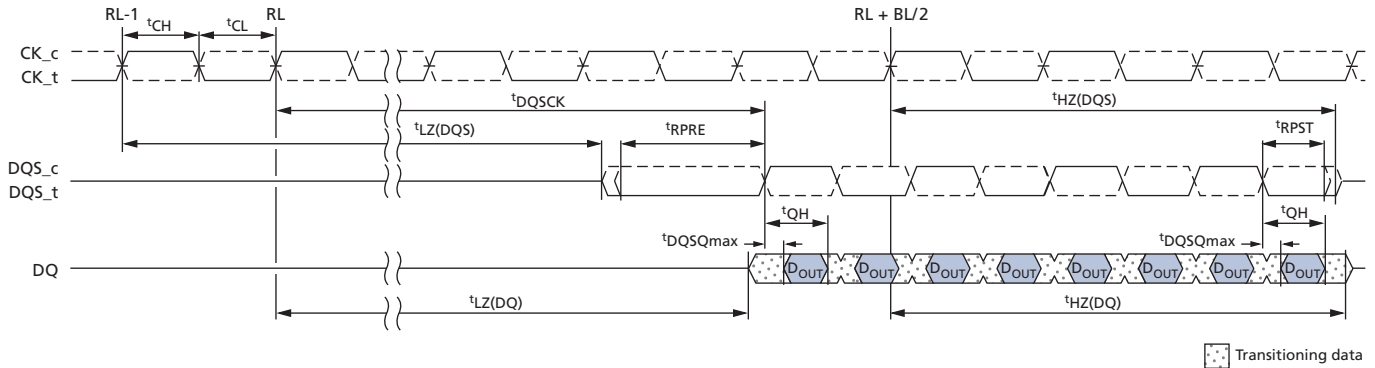 RL-1 RL RL + BL/2
tCH tCL
CK_c
CK_t
tDQSCK tHZ(DQS)
tLZ(DQS) tRPRE tRPST
DQS_c
DQS_t
tQH tQH
tDQSQmax tDQSQmax
DQ DOUT DOUT DOUT DOUT DOUT DOUT DOUT DOUT
tLZ(DQ) tHZ(DQ)
Transitioning data